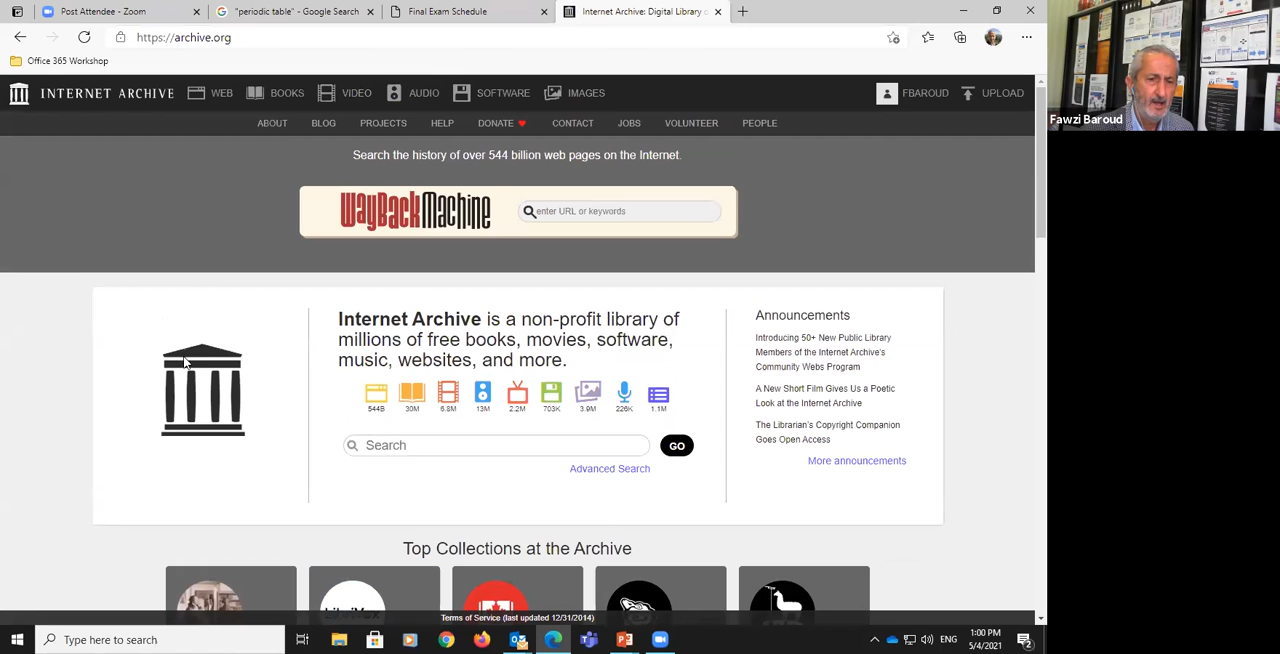 Post Attendee - Zoom
"periodic table" - Google Search
Final Exam Schedule
Internet Archive: Digital Library
https://archive.org
Office 365 Workshop
INTERNET ARCHIVE
WEB
BOOKS
VIDEO
AUDIO
SOFTWARE
IMAGES
FBAROUD
UPLOAD
ABOUT
BLOG
PROJECTS
HELP
DONATE
CONTACT
JOBS
VOLUNTEER
PEOPLE
Search the history of over 544 billion web pages on the Internet.
WayBackMachine
enter URL or keywords
Internet Archive is a non-profit library of
millions of free books, movies, software,
music, websites, and more.
544B
30M
6.8M
13M
2.2M
703K
3.9M
226K
1.1M
Search
GO
Advanced Search
Announcements
Introducing 50+ New Public Library
Members of the Internet Archive's
Community Webs Program
A New Short Film Gives Us a Poetic
Look at the Internet Archive
The Librarian's Copyright Companion
Goes Open Access
More announcements
Top Collections at the Archive
Terms of Service (last updated 12/31/2014)
Type here to search
ENG
1:00 PM
5/4/2021
2
Fawzi Baroud